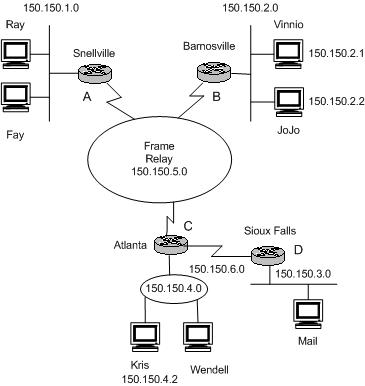 150.150.1.0
150.150.2.0
Ray
Snellville
Barnosville
Vinnio
150.150.2.1
A
B
150.150.2.2
Fay
JoJo
Frame
Relay
150.150.5.0
C
Sioux Falls
Atlanta
D
150.150.6.0
150.150.3.0
150.150.4.0
Mail
Kris
Wendell
150.150.4.2